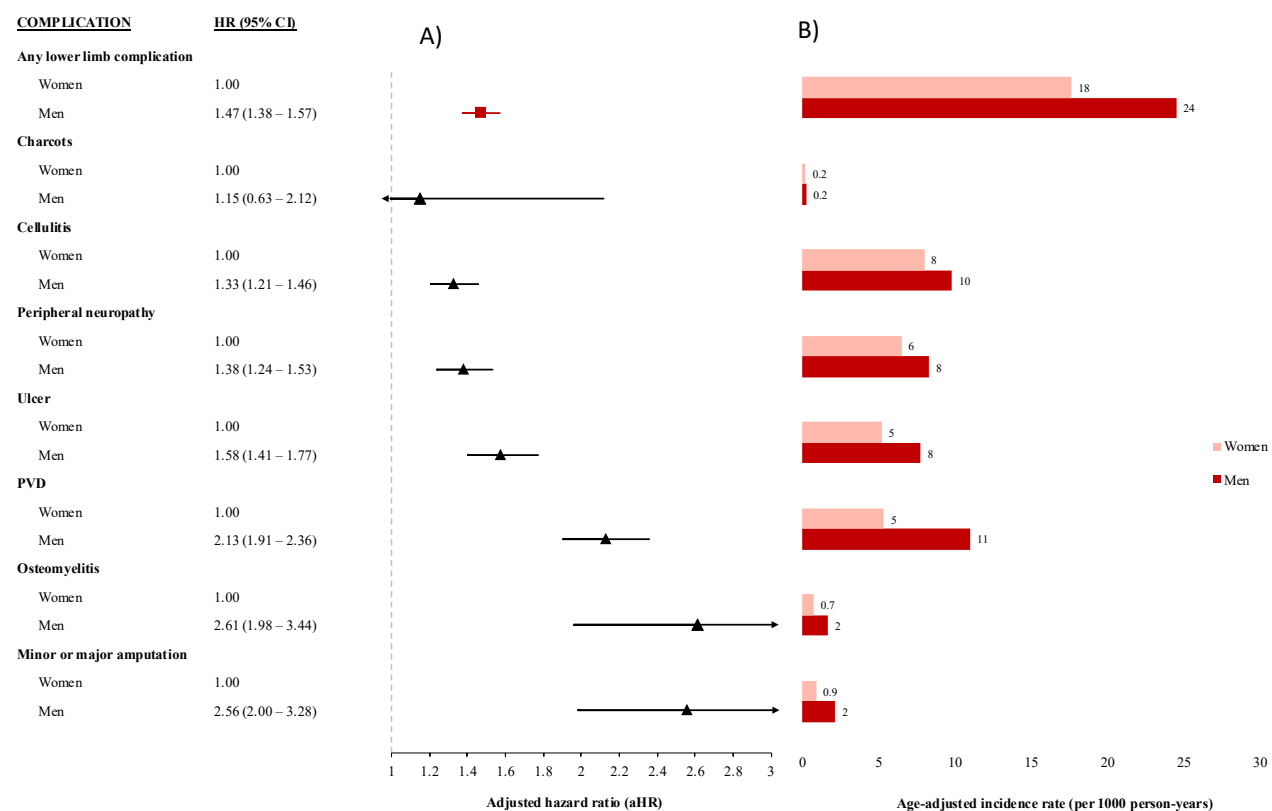 COMPLICATION HR (95% CI) A) B)
Any lower limb complication
Women 1.00 18
Men 1.47 (1.38 – 1.57) 24
Charcots
Women 1.00 0.2
Men 1.15 (0.63 – 2.12) 0.2
Cellulitis
Women 1.00 8
Men 1.33 (1.21 – 1.46) 10
Peripheral neuropathy
Women 1.00 6
Men 1.38 (1.24 – 1.53) 8
Ulcer
Women 1.00 5
Women
Men 1.58 (1.41 – 1.77) 8
Men
PVD
Women 1.00 5
Men 2.13 (1.91 – 2.36) 11
Osteomyelitis
Women 1.00 0.7
Men 2.61 (1.98 – 3.44) 2
Minor or major amputation
Women 1.00 0.9
Men 2.56 (2.00 – 3.28) 2
1 1.2 1.4 1.6 1.8 2 2.2 2.4 2.6 2.8 3
0 5 10 15 20 25 30
Adjusted hazard ratio (aHR) Age-adjusted incidence rate (per 1000 person-years)